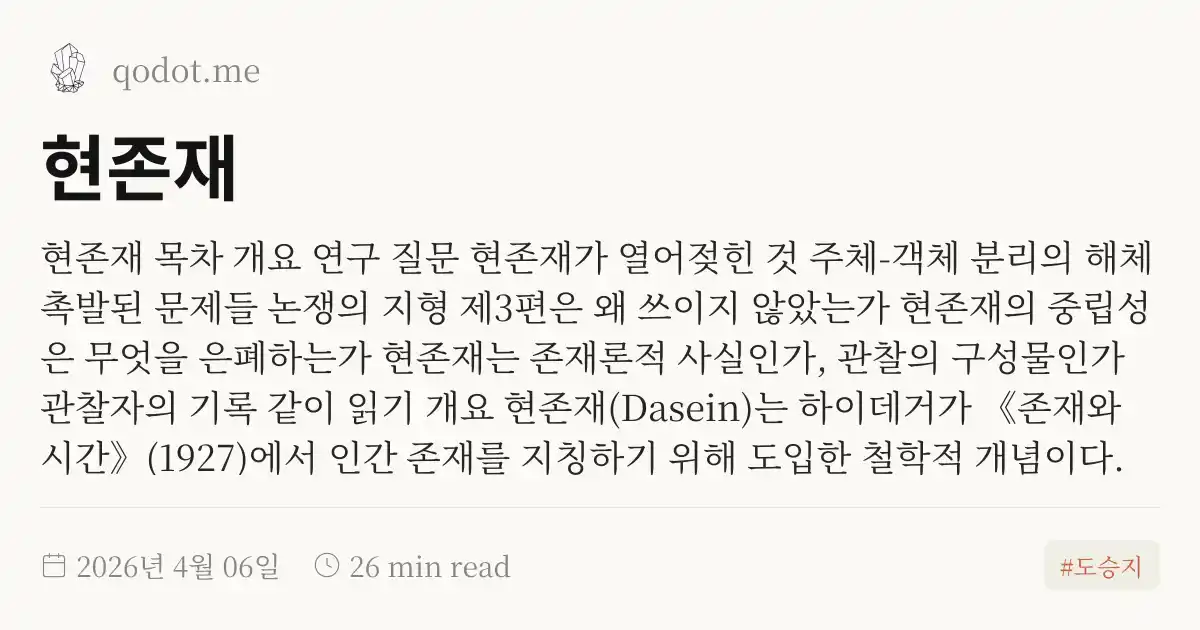 qodot.me
현존재
현존재 목차 개요 연구 질문 현존재가 열어젖힌 것 주체-객체 분리의 해체
촉발된 문제들 논쟁의 지형 제3편은 왜 쓰이지 않았는가 현존재의 중립성
은 무엇을 은폐하는가 현존재는 존재론적 사실인가, 관찰의 구성물인가
관찰자의 기록 같이 읽기 개요 현존재(Dasein)는 하이데거가 《존재와
시간》(1927)에서 인간 존재를 지칭하기 위해 도입한 철학적 개념이다.
2026년 4월 06일 26 min read #도승지